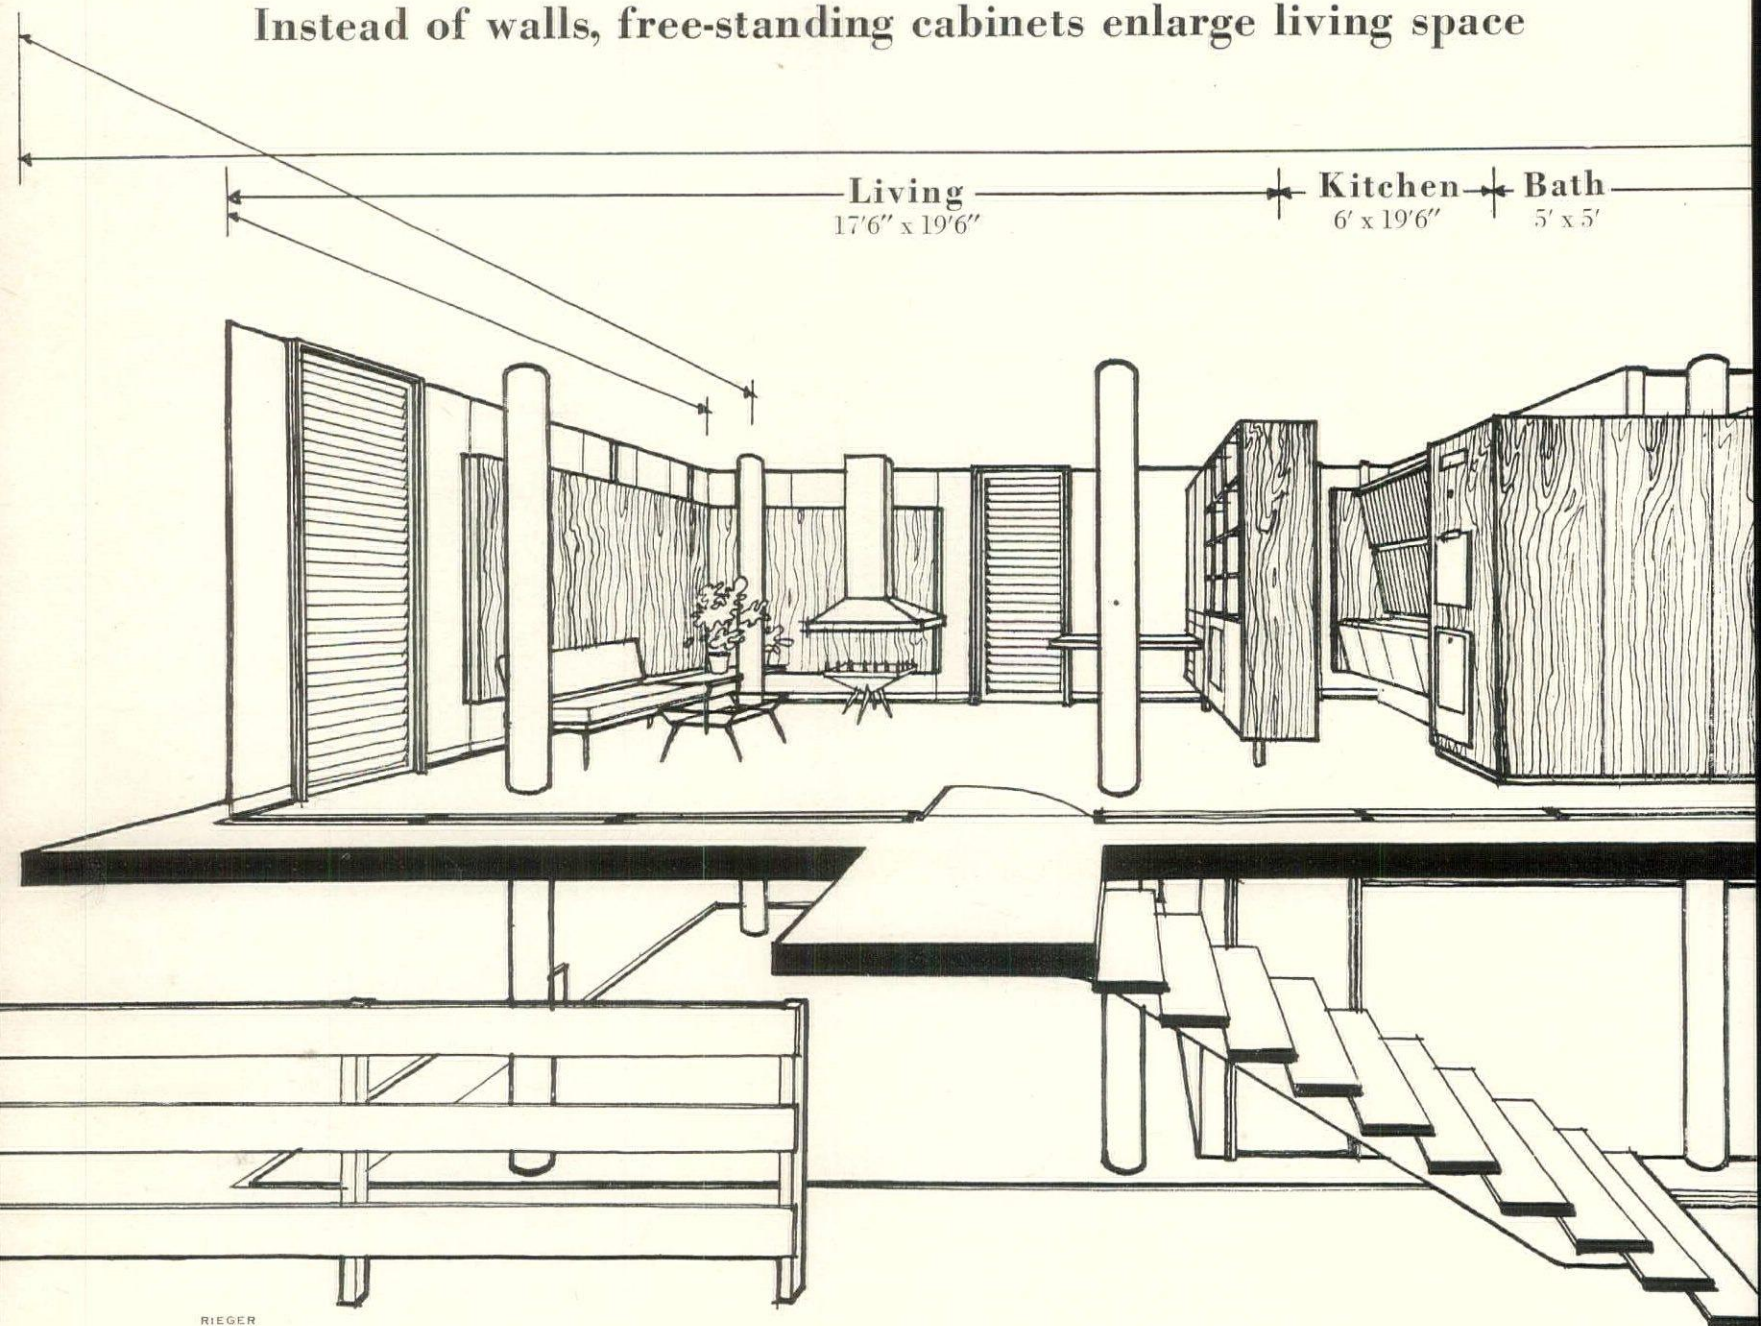 Instead of walls, free-standing cabinets enlarge living space
Living
17'6" x 19'6"
Kitchen
6' x 19'6"
Bath
5' x 5'
RIEGER